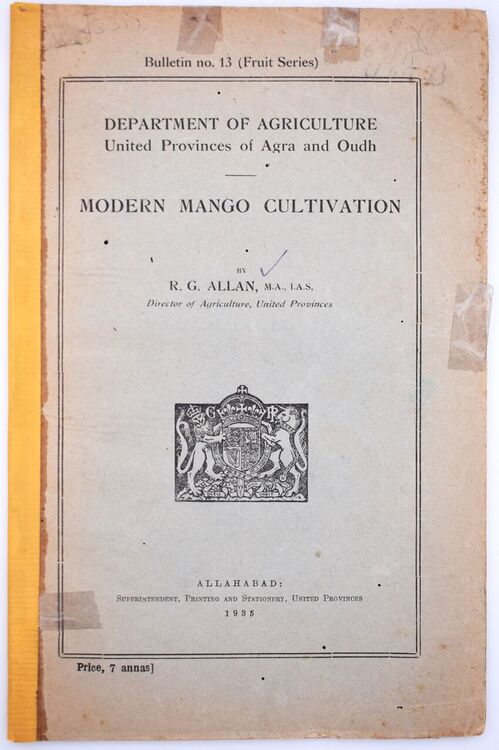 Bulletin no. 13 (Fruit Series)
DEPARTMENT OF AGRICULTURE
United Provinces of Agra and Oudh
MODERN MANGO CULTIVATION
BY
R. G. ALLAN, M.A., I.A.S.
Director of Agriculture, United Provinces
G R
ALLAHABAD:
SUPERINTENDENT, PRINTING AND STATIONERY, UNITED PROVINCES
1935
Price, 7 annas]